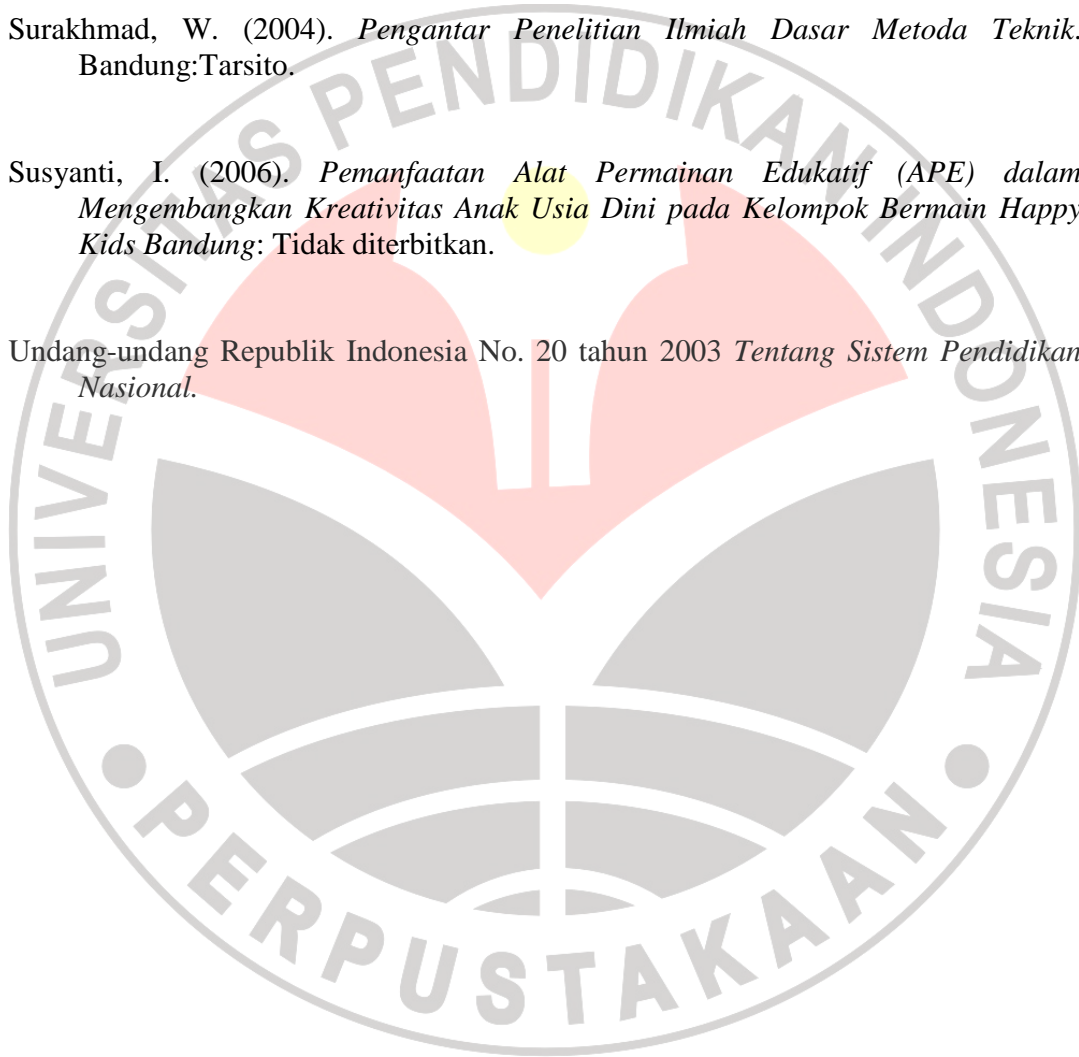 Surakhmad, W. (2004). Pengantar Penelitian Ilmiah Dasar Metoda Teknik.
Bandung:Tarsito.
Susyanti, I. (2006). Pemanfaatan Alat Permainan Edukatif (APE) dalam
Mengembangkan Kreativitas Anak Usia Dini pada Kelompok Bermain Happy
Kids Bandung: Tidak diterbitkan.
Undang-undang Republik Indonesia No. 20 tahun 2003 Tentang Sistem Pendidikan
Nasional.
UNIVERSITAS PENDIDIKAN INDONESIA
PERPUSTAKAAN